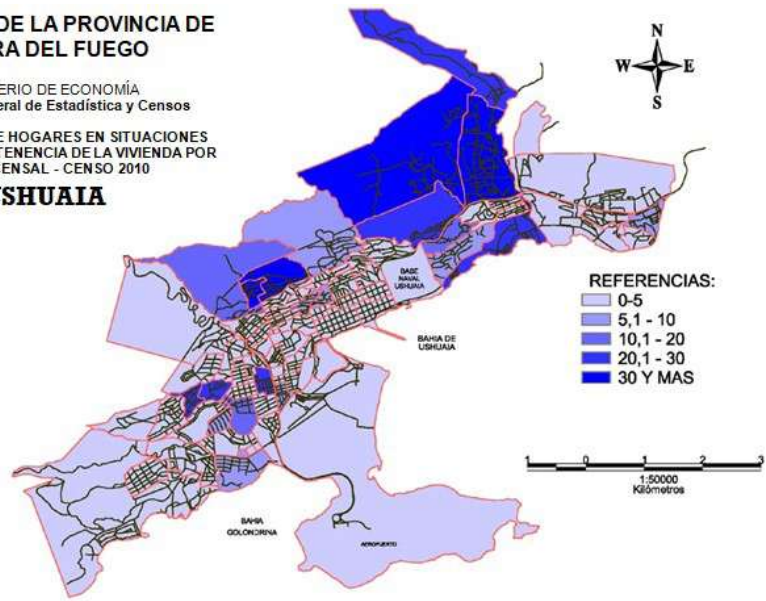 DE LA PROVINCIA DE
RA DEL FUEGO
ERIO DE ECONOMÍA
eral de Estadística y Censos
E HOGARES EN SITUACIONES
TENENCIA DE LA VIVIENDA POR
CENSAL - CENSO 2010
USHUAIA
N
W E
S
BASE
NAVAL
USHUAIA
BAHIA DE
USHUAIA
REFERENCIAS:
0-5
5,1 - 10
10,1 - 20
20,1 - 30
30 Y MAS
1 0 1 2 3
1:50000
Kilómetros
BAHIA
GOLONDRINA
AEROPUERTO